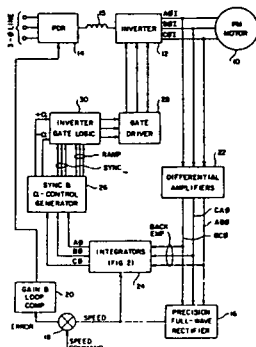 3-Ø LINE
PDR
14
15
INVERTER
12
AØI
BØI
CØI
PM
MOTOR
10
30
INVERTER
GATE LOGIC
28
GATE
DRIVER
RAMP
SYNC
SYNC &
α-CONTROL
GENERATOR
26
DIFFERENTIAL
AMPLIFIERS
22
CAØ
ABØ
BCØ
AØ
BØ
CØ
INTEGRATORS
(FIG 2)
24
BACK
EMF
GAIN &
LOOP
COMP
20
ERROR
18
SPEED
PRECISION
FULL-WAVE
RECTIFIER
16
SPEED